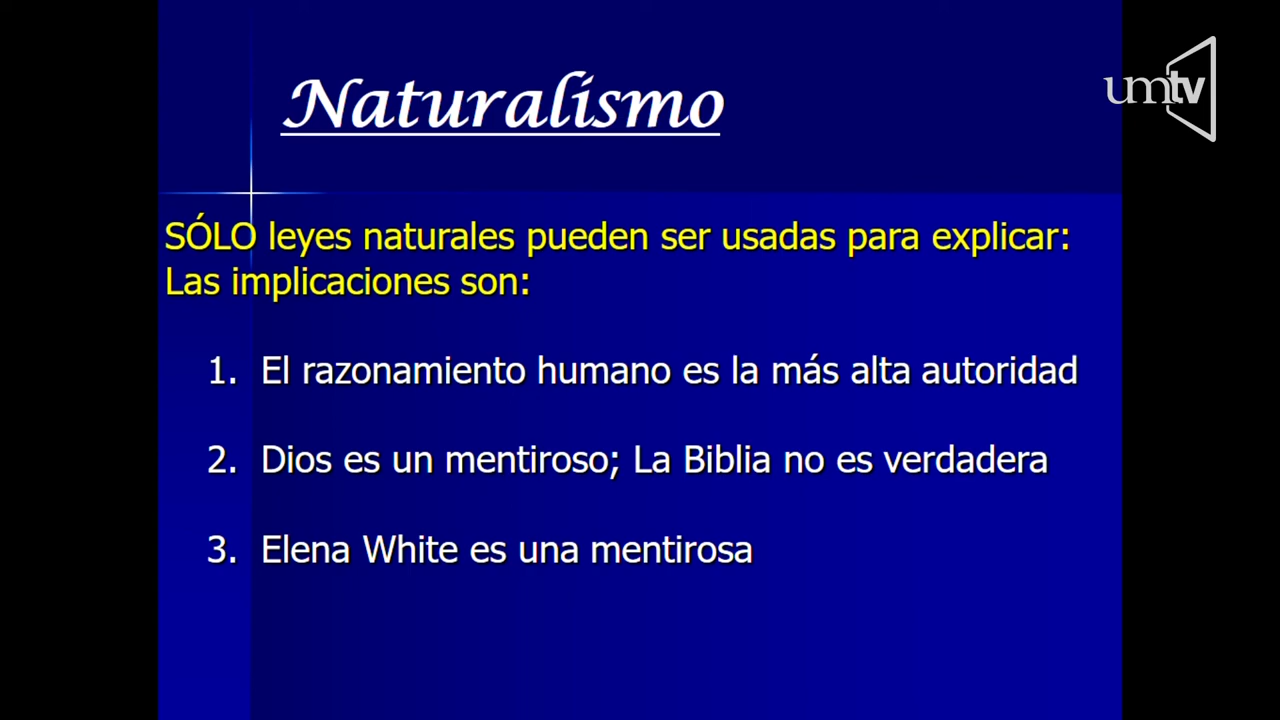 Naturalismo
umtv
SÓLO leyes naturales pueden ser usadas para explicar:
Las implicaciones son:
1. El razonamiento humano es la más alta autoridad
2. Dios es un mentiroso; La Biblia no es verdadera
3. Elena White es una mentirosa